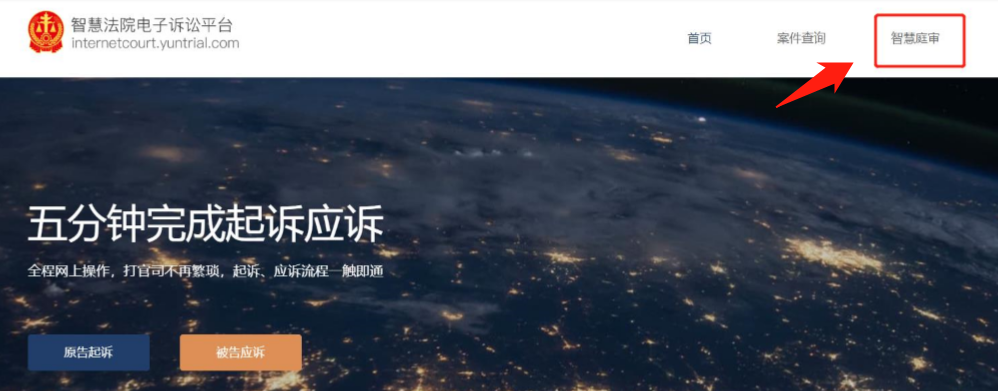 智慧法院电子诉讼平台
internetcourt.yuntrial.com
首页
案件查询
智慧庭审
五分钟完成起诉应诉
全程网上操作，打官司不再繁琐，起诉、应诉流程一触即通
原告起诉
被告应诉